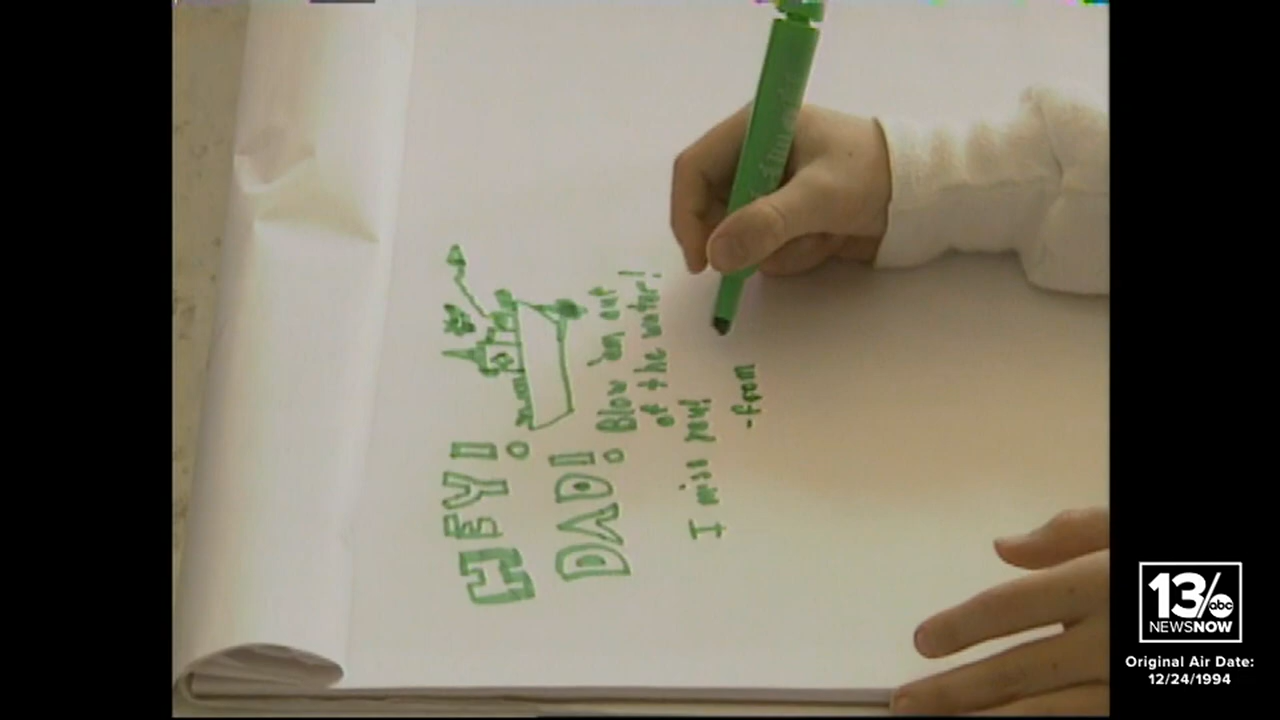 HEY!
DAD!
Blow 'em out
of the water!
I miss you!
-from
13
abc
NEWSNOW
Original Air Date:
12/24/1994